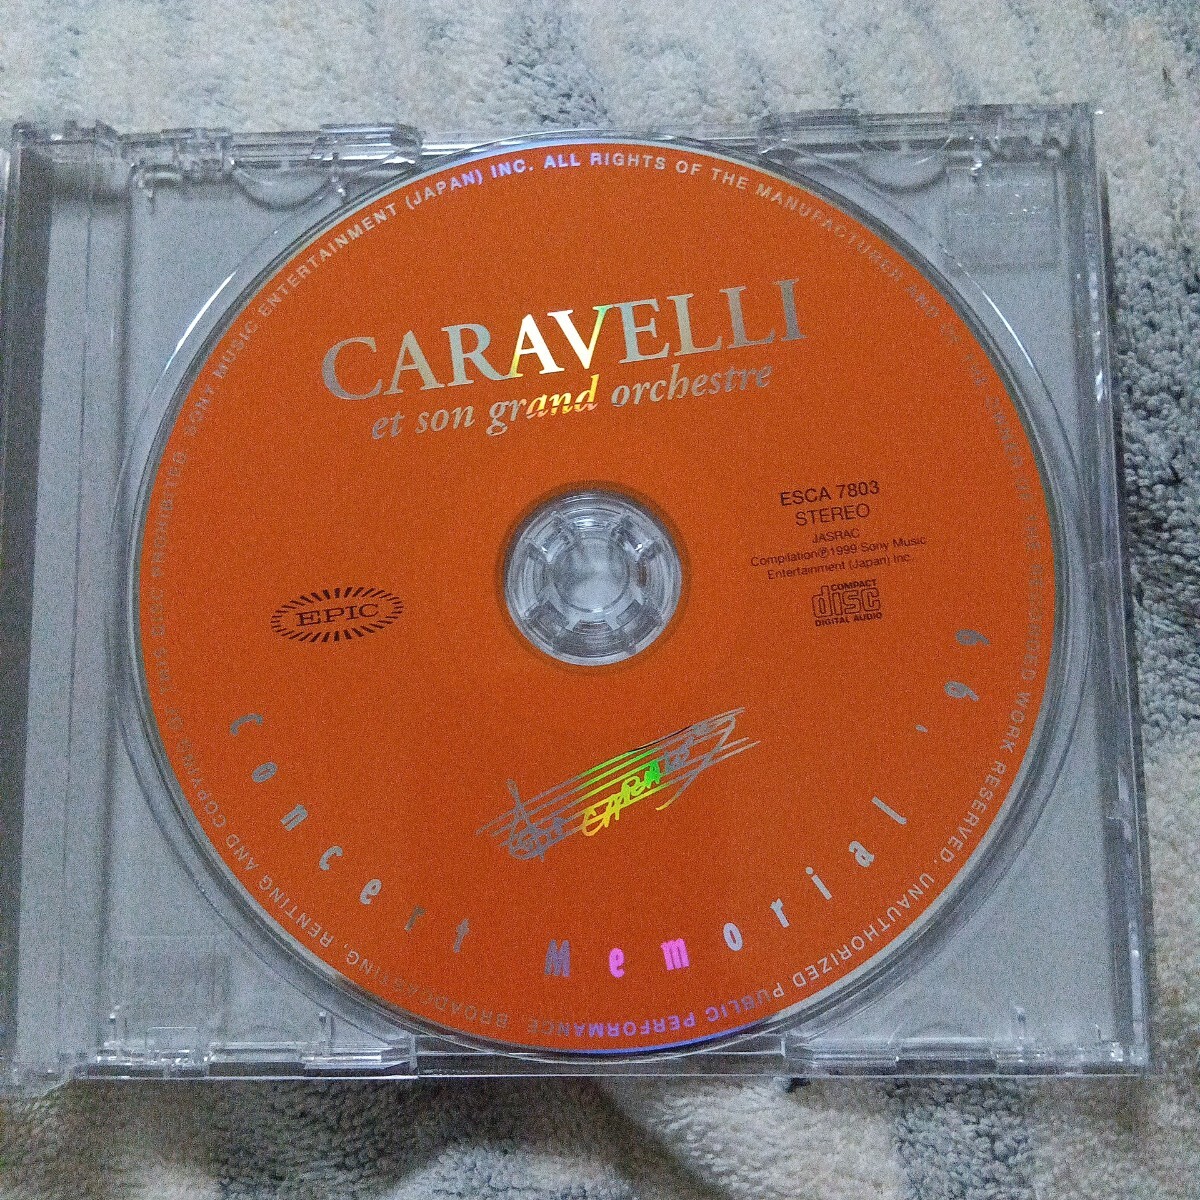 CARAVELLI
et son grand orchestre
ESCA 7803
STEREO
JASRAC
Compilation℗1999 Sony Music
Entertainment (Japan) Inc.
EPIC
COMPACT
disc
DIGITAL AUDIO
Concert Memorial '99
SONY MUSIC ENTERTAINMENT (JAPAN) INC. ALL RIGHTS OF THE MANUFACTURER AND OF THE OWNER OF THE RECORDED WORK RESERVED. UNAUTHORIZED PUBLIC PERFORMANCE, BROADCASTING, RENTING AND COPYING OF THIS DISC PROHIBITED